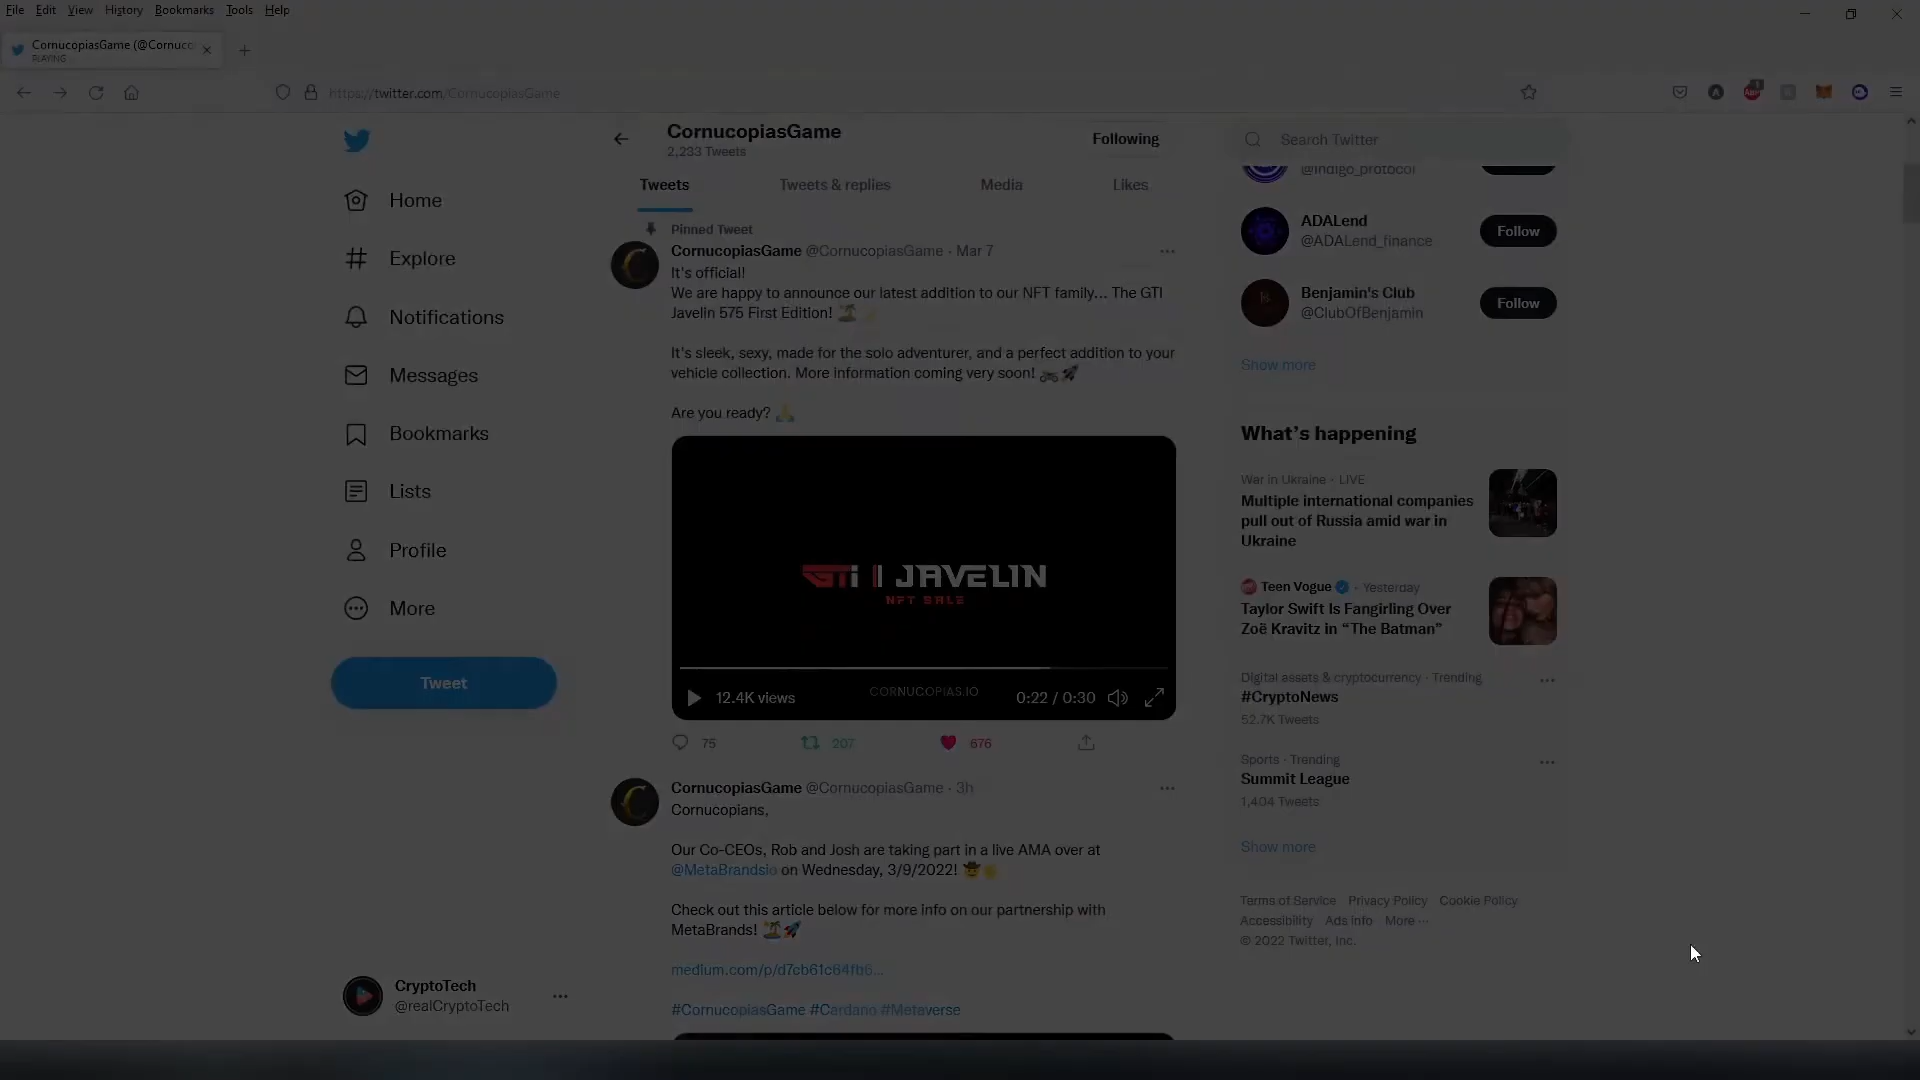 File Edit View History Bookmarks Tools Help
CornucopiasGame (@Cornuco
PLAYING
https://twitter.com/CornucopiasGame
CornucopiasGame
2,233 Tweets
Following
Search Twitter
Tweets
Tweets & replies
Media
Likes
Home
Explore
Notifications
Messages
Bookmarks
Lists
Profile
More
Tweet
CryptoTech
@realCryptoTech
Pinned Tweet
CornucopiasGame @CornucopiasGame · Mar 7
It's official!
We are happy to announce our latest addition to our NFT family... The GTI
Javelin 575 First Edition! 🏝️
It's sleek, sexy, made for the solo adventurer, and a perfect addition to your
vehicle collection. More information coming very soon! 🏍️🚀
Are you ready?
GTi || JAVELIN
NFT SALE
12.4K views
CORNUCOPIAS.IO
0:22 / 0:30
75
207
676
CornucopiasGame @CornucopiasGame · 3h
Cornucopians,
Our Co-CEOs, Rob and Josh are taking part in a live AMA over at
@MetaBrandsio on Wednesday, 3/9/2022! 🤠
Check out this article below for more info on our partnership with
MetaBrands! 🏝️🚀
medium.com/p/d7cb61c84fb6...
#CornucopiasGame #Cardano #Metaverse
@indigo_protocol
ADALend
@ADALend_finance
Follow
Benjamin's Club
@ClubOfBenjamin
Follow
Show more
What's happening
War in Ukraine · LIVE
Multiple international companies
pull out of Russia amid war in
Ukraine
Teen Vogue · Yesterday
Taylor Swift Is Fangirling Over
Zoë Kravitz in “The Batman”
Digital assets & cryptocurrency · Trending
#CryptoNews
52.7K Tweets
Sports · Trending
Summit League
1,404 Tweets
Show more
Terms of Service Privacy Policy Cookie Policy
Accessibility Ads info More ···
© 2022 Twitter, Inc.